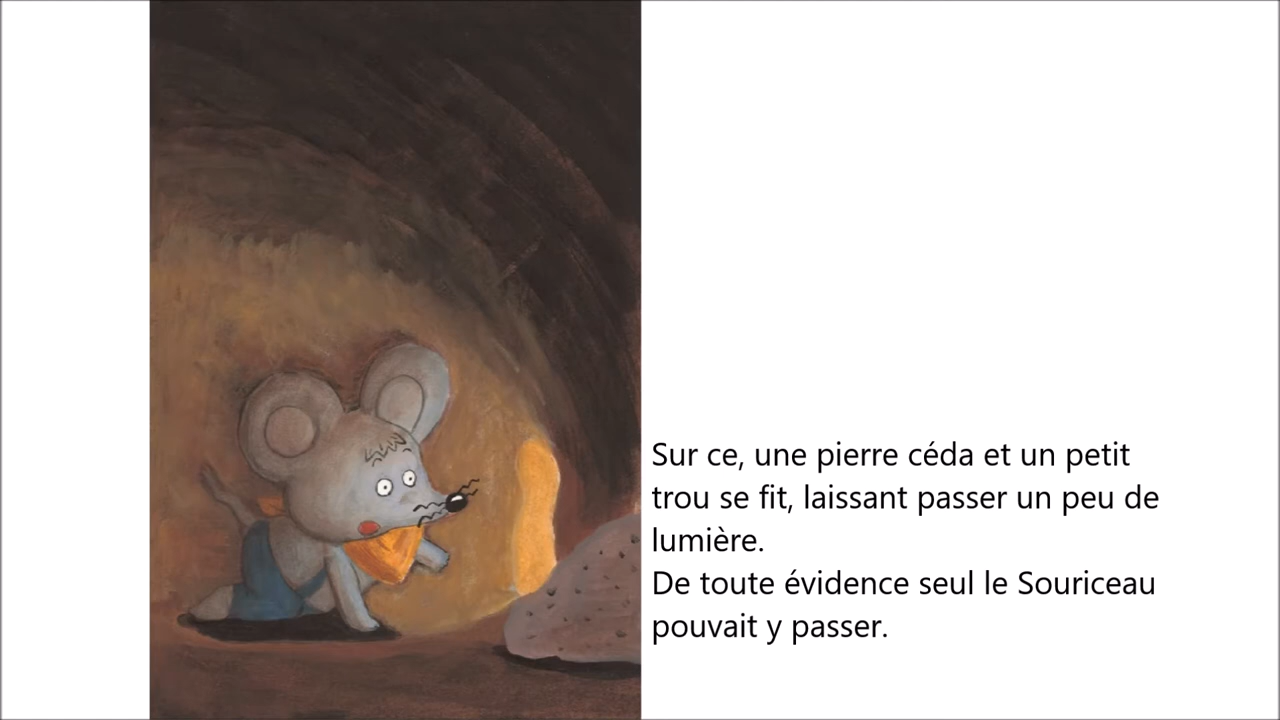 Sur ce, une pierre céda et un petit
trou se fit, laissant passer un peu de
lumière.
De toute évidence seul le Souriceau
pouvait y passer.